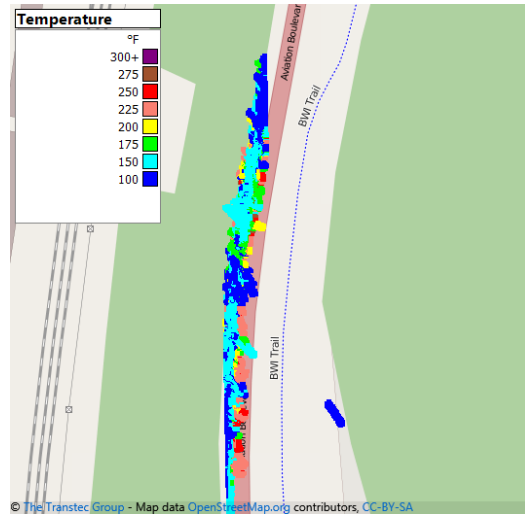 Temperature
°F
300+
275
250
225
200
175
150
100
Aviation Boulevar
BWI Trail
BWI Trail
© The Transtec Group - Map data OpenStreetMap.org contributors, CC-BY-SA